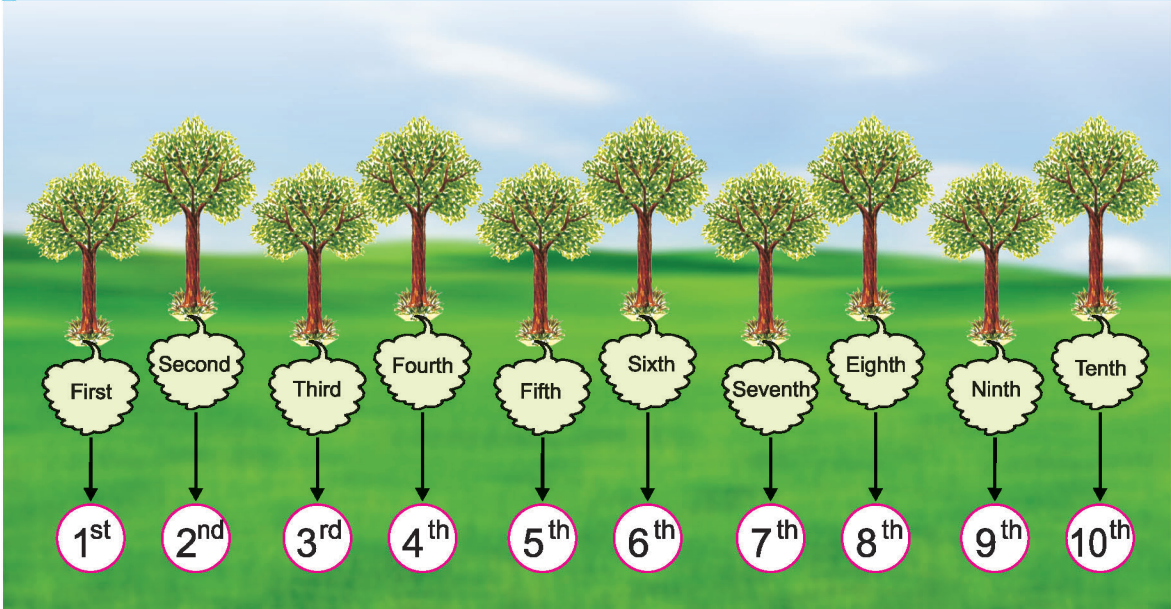 First
Second
Third
Fourth
Fifth
Sixth
Seventh
Eighth
Ninth
Tenth
1st
2nd
3rd
4th
5th
6th
7th
8th
9th
10th